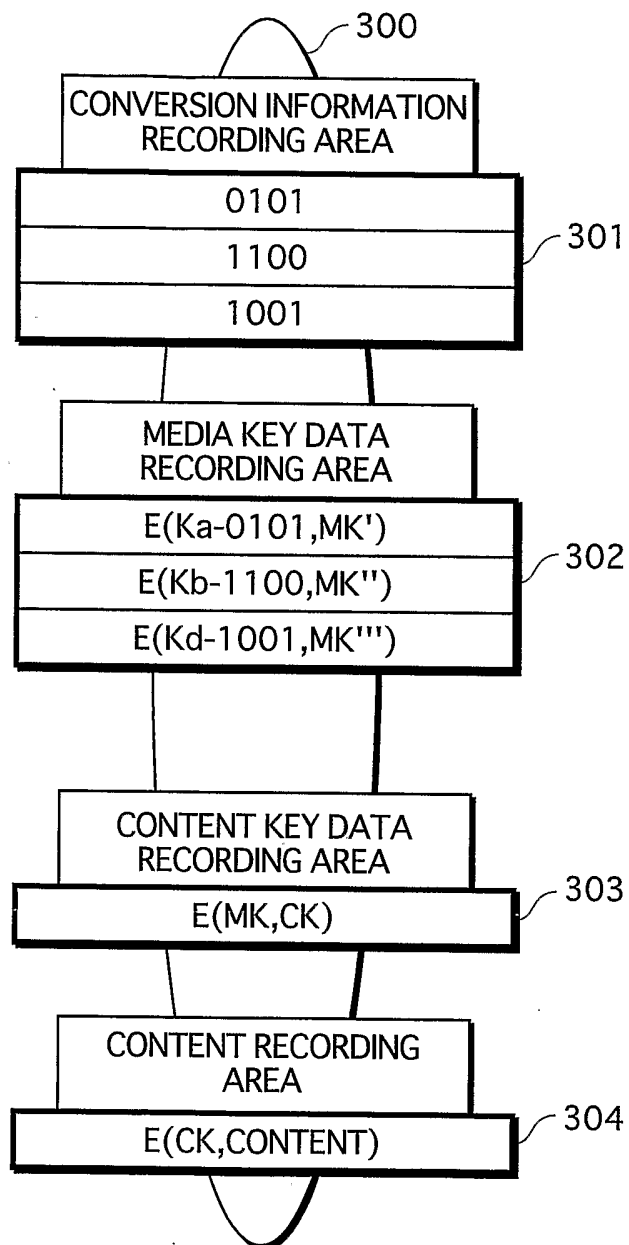 300
CONVERSION INFORMATION
RECORDING AREA
0101
1100
301
1001
MEDIA KEY DATA
RECORDING AREA
E(Ka-0101,MK')
E(Kb-1100,MK'')
302
E(Kd-1001,MK''')
CONTENT KEY DATA
RECORDING AREA
303
E(MK,CK)
CONTENT RECORDING
AREA
304
E(CK,CONTENT)